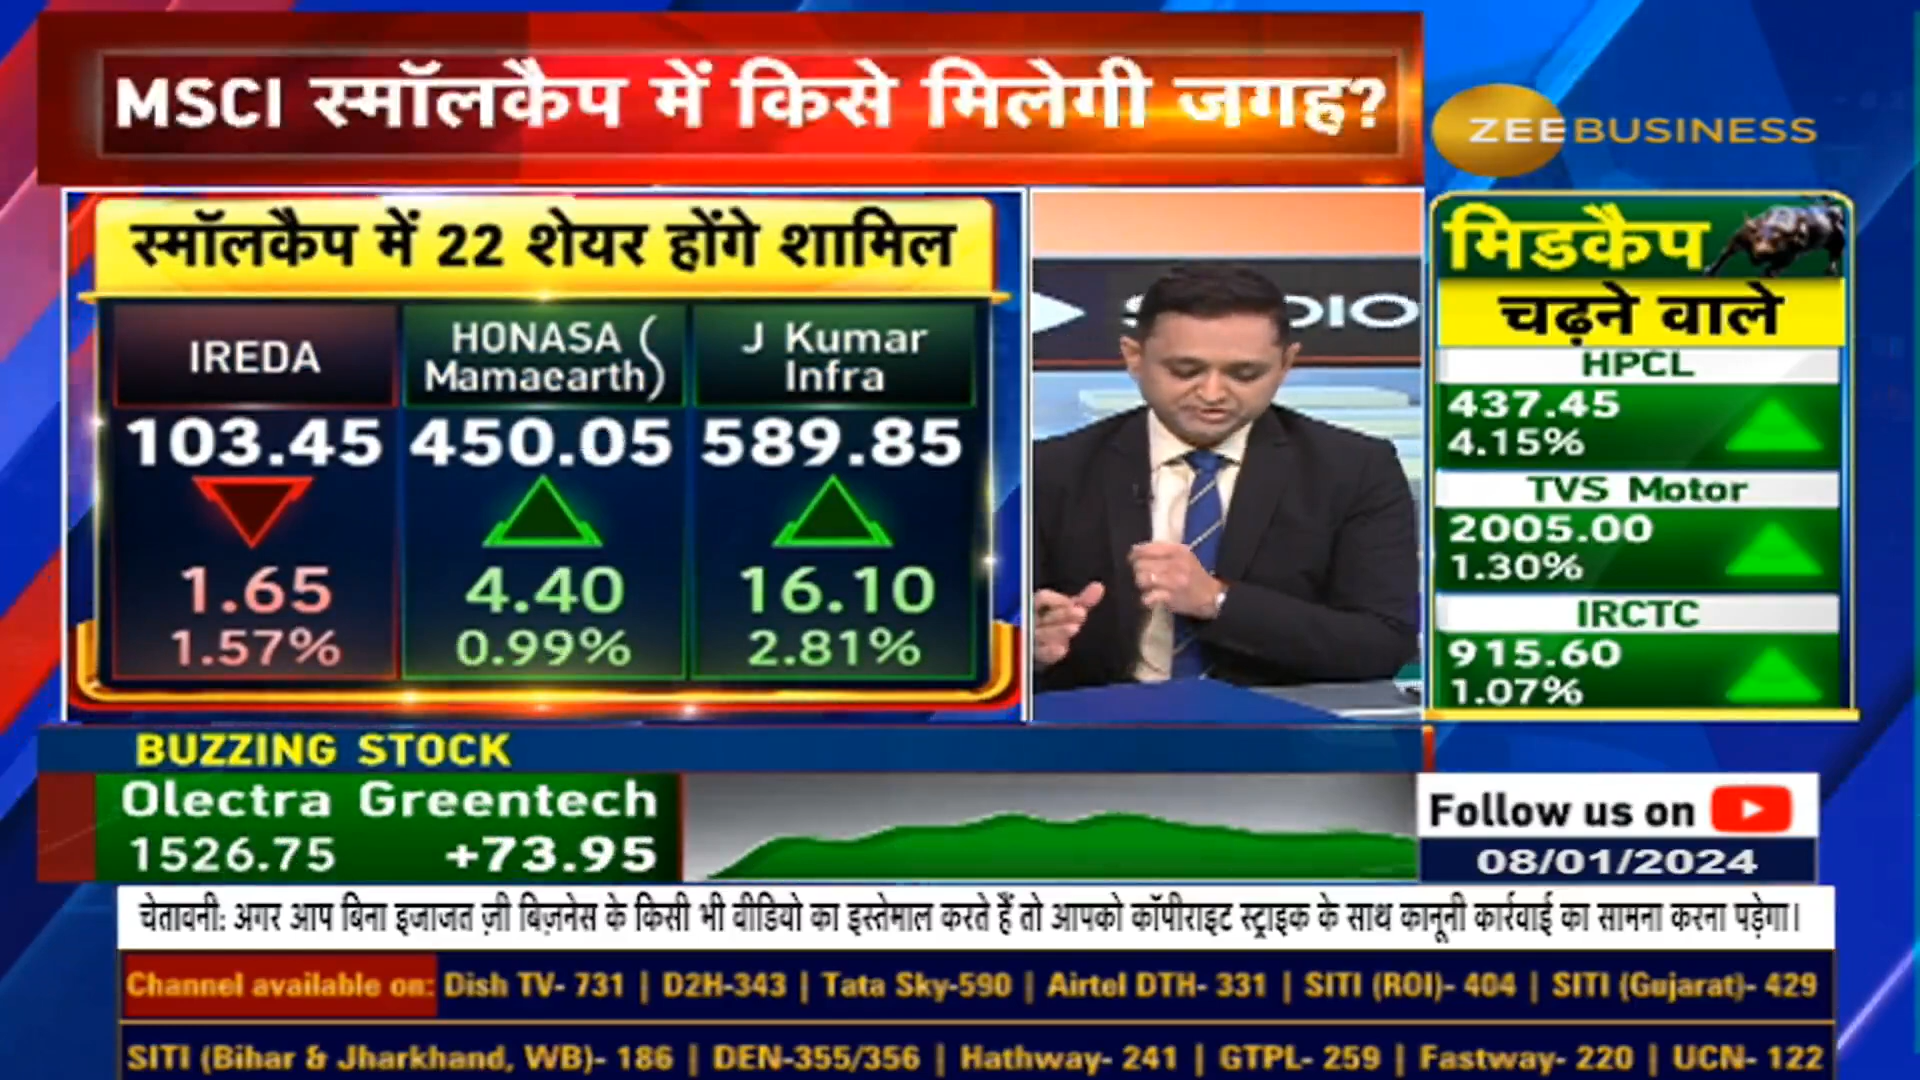 MSCI स्मॉलकैप में किसे मिलेगी जगह?
ZEEBUSINESS
स्मॉलकैप में 22 शेयर होंगे शामिल
IREDA
103.45
1.65
1.57%
HONASA (
Mamaearth)
450.05
4.40
0.99%
J Kumar
Infra
589.85
16.10
2.81%
मिडकैप
चढ़ने वाले
HPCL
437.45
4.15%
TVS Motor
2005.00
1.30%
IRCTC
915.60
1.07%
BUZZING STOCK
Olectra Greentech
1526.75 +73.95
Follow us on
08/01/2024
चेतावनी: अगर आप बिना इजाजत ज़ी बिज़नेस के किसी भी वीडियो का इस्तेमाल करते हैं तो आपको कॉपीराइट स्ट्राइक के साथ कानूनी कार्रवाई का सामना करना पड़ेगा।
Channel available on: Dish TV- 731 | D2H-343 | Tata Sky-590 | Airtel DTH- 331 | SITI (ROI)- 404 | SITI (Gujarat)- 429
SITI (Bihar & Jharkhand, WB)- 186 | DEN-355/356 | Hathway- 241 | GTPL- 259 | Fastway- 220 | UCN- 122